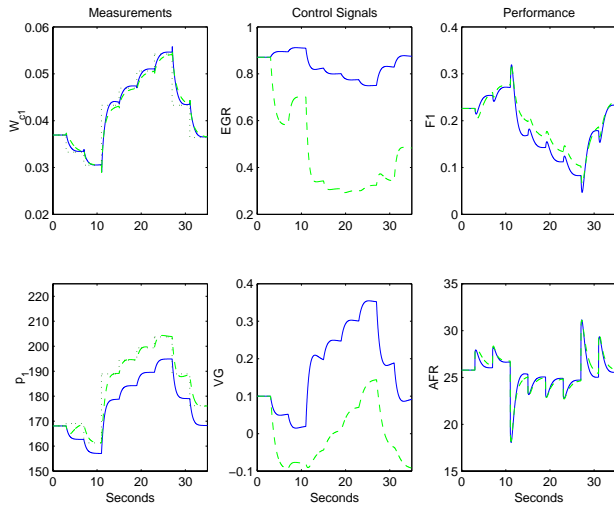 Measurements
Control Signals
Performance
0.06
0.05
0.04
0.03
0.02
W_c1
0 10 20 30
1
0.8
0.6
0.4
0.2
EGR
0 10 20 30
0.4
0.3
0.2
0.1
0
F1
0 10 20 30
220
210
200
190
180
170
160
150
p_1
0 10 20 30
Seconds
0.4
0.3
0.2
0.1
0
−0.1
VG
0 10 20 30
Seconds
35
30
25
20
15
AFR
0 10 20 30
Seconds